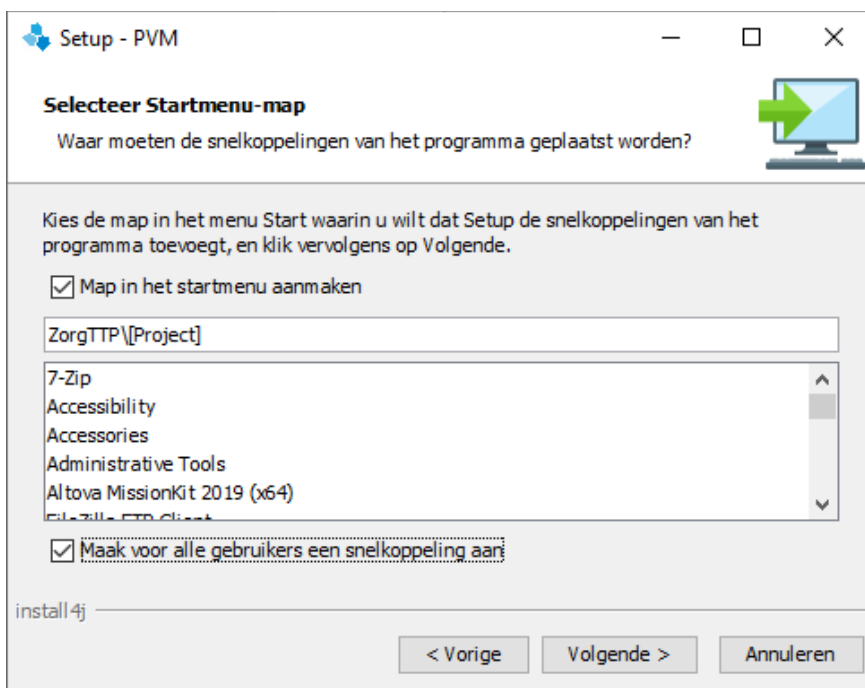 Setup - PVM
Selecteer Startmenu-map
Waar moeten de snelkoppelingen van het programma geplaatst worden?
Kies de map in het menu Start waarin u wilt dat Setup de snelkoppelingen van het
programma toevoegt, en klik vervolgens op Volgende.
Map in het startmenu aanmaken
ZorgTTP\[Project]
7-Zip
Accessibility
Accessories
Administrative Tools
Altova MissionKit 2019 (x64)
FileZilla FTP Client
Maak voor alle gebruikers een snelkoppeling aan
install4j
< Vorige
Volgende >
Annuleren